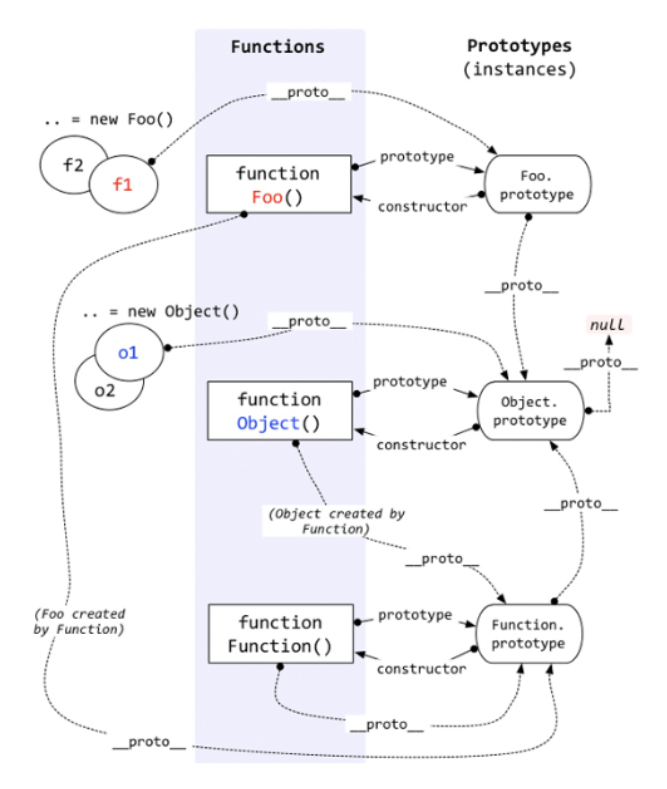 Functions
Prototypes
(instances)
__proto__
.. = new Foo()
f2
f1
function
Foo()
prototype
constructor
Foo.
prototype
__proto__
.. = new Object()
__proto__
null
__proto__
o1
o2
function
Object()
prototype
constructor
Object.
prototype
(Object created by
Function)
__proto__
__proto__
(Foo created
by Function)
function
Function()
prototype
constructor
Function.
prototype
__proto__
__proto__